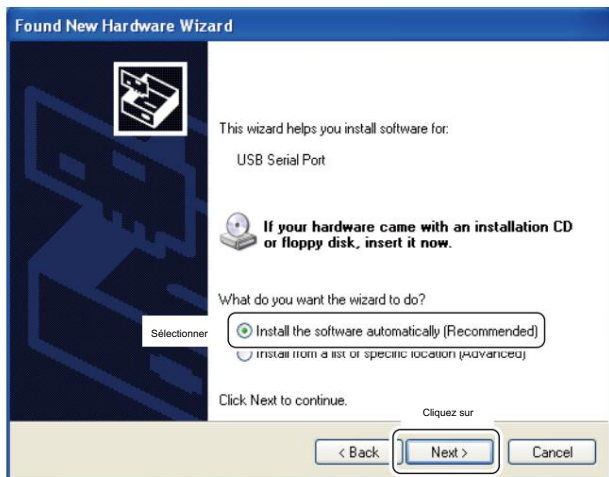 Found New Hardware Wizard
This wizard helps you install software for:
USB Serial Port
If your hardware came with an installation CD
or floppy disk, insert it now.
What do you want the wizard to do?
Sélectionner
Install the software automatically (Recommended)
Install from a list or specific location (Advanced)
Click Next to continue.
Cliquez sur
< Back
Next >
Cancel